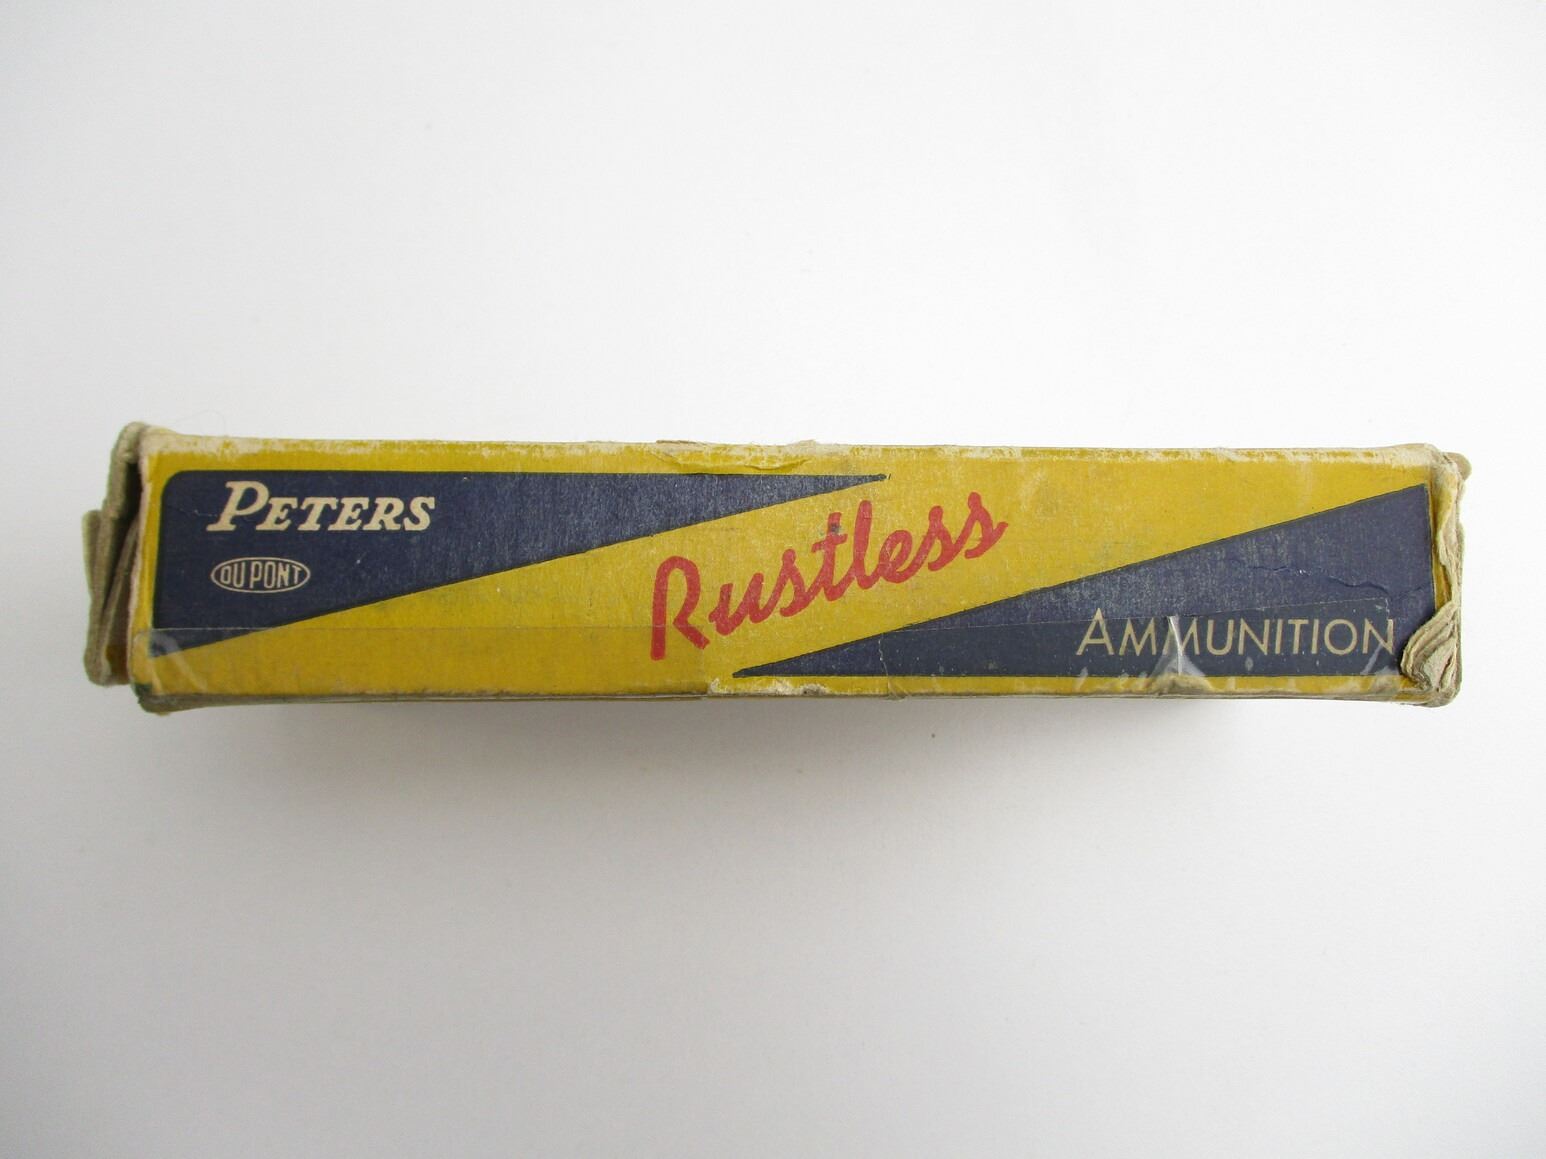 PETERS
DU PONT
Rustless
AMMUNITION